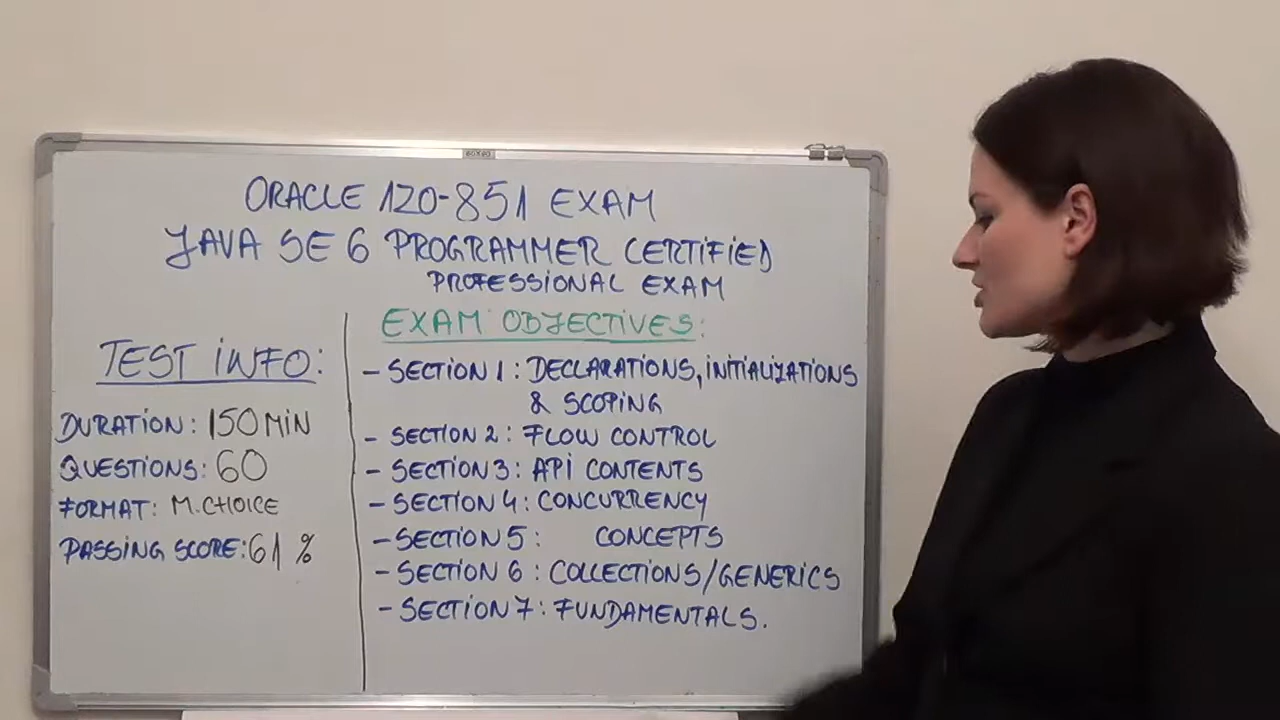 ORACLE 1Z0-851 EXAM
JAVA SE 6 PROGRAMMER CERTIFIED
PROFESSIONAL EXAM
TEST INFO:
DURATION: 150 MIN
QUESTIONS: 60
FORMAT: M.CHOICE
PASSING SCORE: 61 %
EXAM OBJECTIVES:
- SECTION 1: DECLARATIONS, INITIALIZATIONS
& SCOPING
- SECTION 2: FLOW CONTROL
- SECTION 3: API CONTENTS
- SECTION 4: CONCURRENCY
- SECTION 5: CONCEPTS
- SECTION 6: COLLECTIONS/GENERICS
- SECTION 7: FUNDAMENTALS.